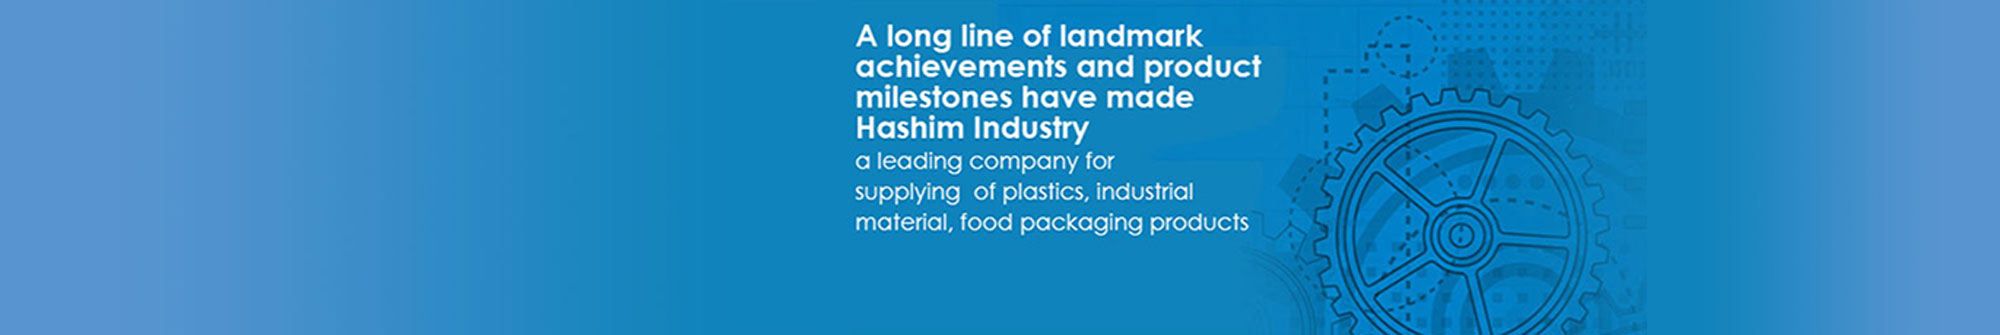 A long line of landmark
achievements and product
milestones have made
Hashim Industry
a leading company for
supplying  of plastics, industrial
material, food packaging products